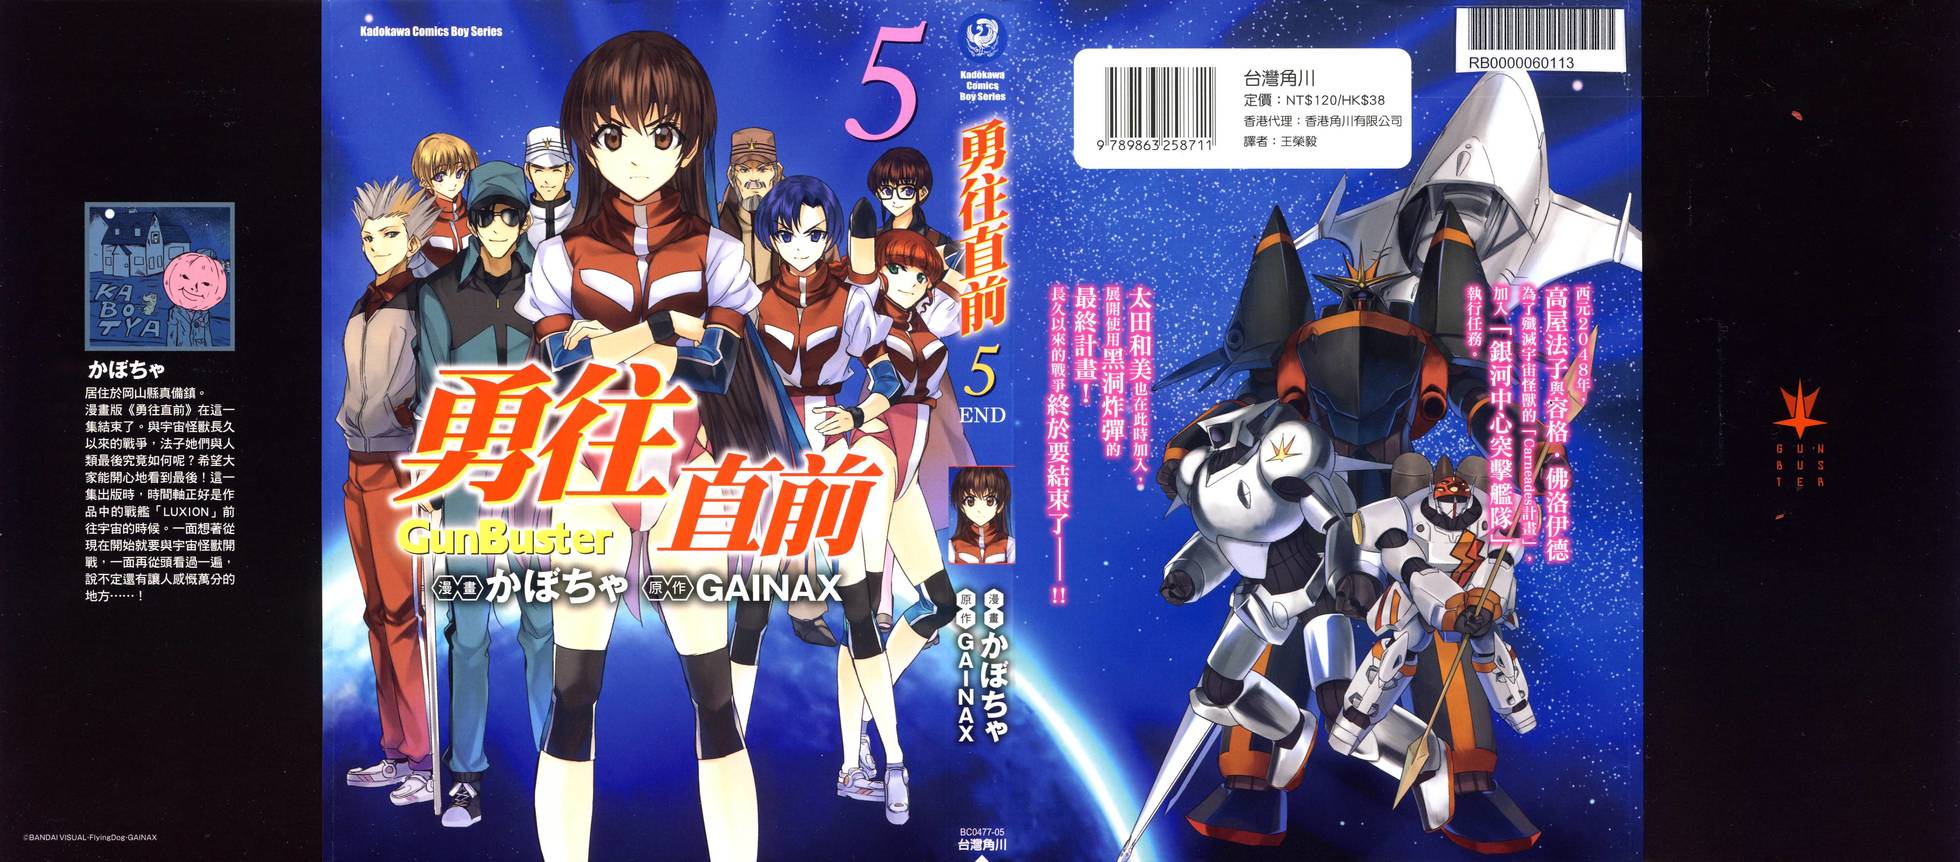 KA
BO
TYA
かぼちゃ
居住於岡山縣真備鎮。
漫畫版《勇往直前》在這一
集結束了。與宇宙怪獸長久
以來的戰爭，法子她們與人
類最後究竟如何呢？希望大
家能開心地看到最後！這一
集出版時，時間軸正好是作
品中的戰艦「LUXION」前
往宇宙的時候。一面想著從
現在開始就要與宇宙怪獸開
戰，一面再從頭看過一遍，
說不定還有讓人感慨萬分的
地方……！
©BANDAI VISUAL·FlyingDog·GAINAX
Kadokawa Comics Boy Series
5
勇往
直前
GunBuster
漫畫 かぼちゃ 原作 GAINAX
Kadokawa
Comics
Boy Series
勇往直前
5
END
漫畫 かぼちゃ
原作 GAINAX
BC0477-05
台灣角川
9 789863 258711
台灣角川
定價：NT$120/HK$38
香港代理：香港角川有限公司
譯者：王榮毅
RB0000060113
西元2048年，
高屋法子與容格·佛洛伊德
為了殲滅宇宙怪獸的「Carneades計畫」，
加入「銀河中心突擊艦隊」
執行任務。
太田和美也在此時加入，
展開使用黑洞炸彈的
最終計畫！
長久以來的戰爭終於要結束了——!!
GUNS
BUUR
TER